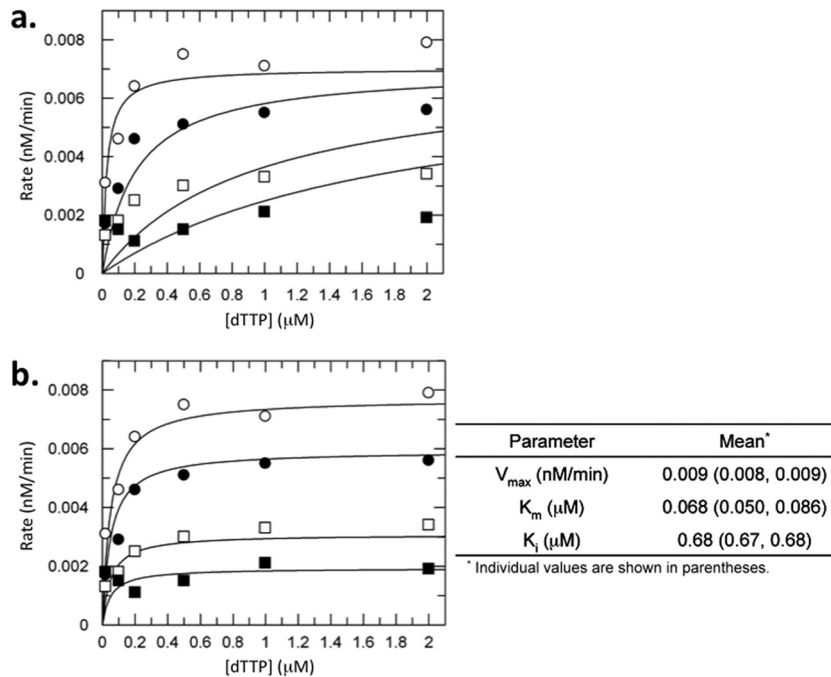 a.
0.008
0.006
0.004
0.002
0
Rate (nM/min)
0 0.2 0.4 0.6 0.8 1 1.2 1.4 1.6 1.8 2
[dTTP] (μM)
b.
0.008
0.006
0.004
0.002
0
Rate (nM/min)
0 0.2 0.4 0.6 0.8 1 1.2 1.4 1.6 1.8 2
[dTTP] (μM)
Parameter Mean*
Vmax (nM/min) 0.009 (0.008, 0.009)
Km (μM) 0.068 (0.050, 0.086)
Ki (μM) 0.68 (0.67, 0.68)
* Individual values are shown in parentheses.